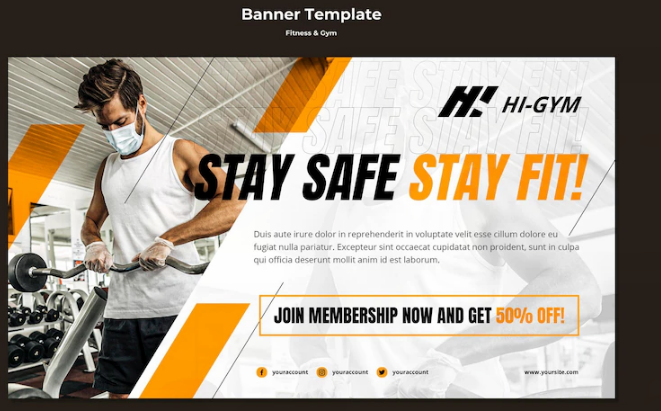 Banner Template
Fitness & Gym
STAY SAFE STAY FIT!
STAY SAFE STAY FIT!
H! HI-GYM
STAY SAFE STAY FIT!
Duis aute irure dolor in reprehenderit in voluptate velit esse cillum dolore eu
fugiat nulla pariatur. Excepteur sint occaecat cupidatat non proident, sunt in culpa
qui officia deserunt mollit anim id est laborum.
JOIN MEMBERSHIP NOW AND GET 50% OFF!
youraccount youraccount youraccount www.yoursite.com